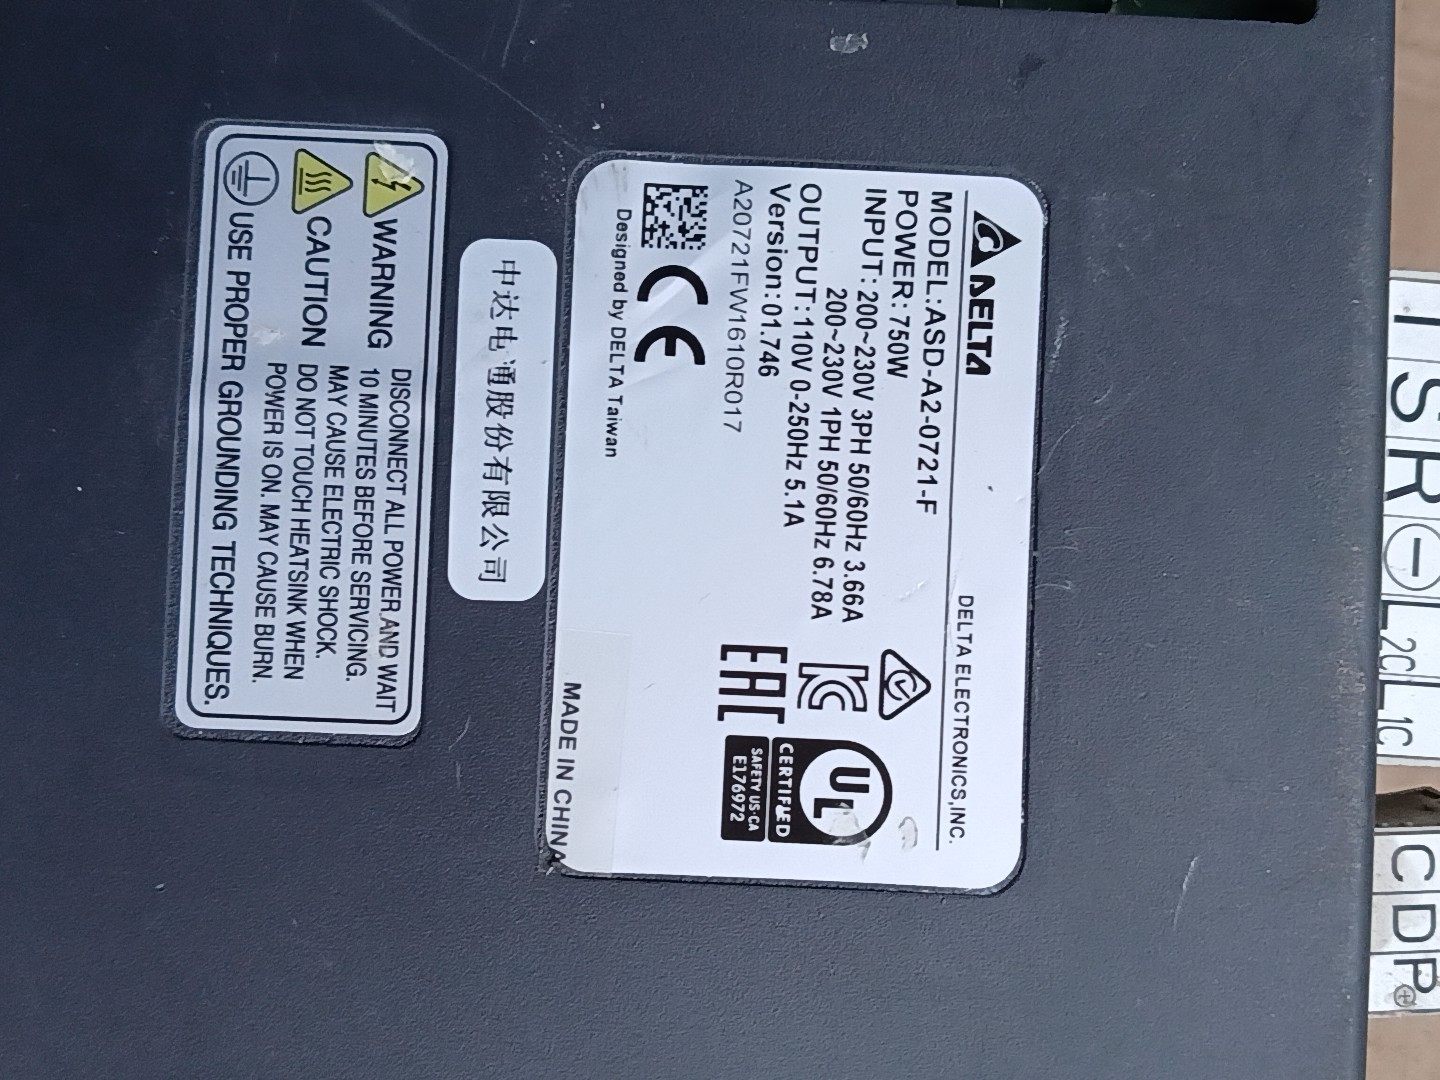 DELTA
DELTA ELECTRONICS,INC.
MODEL:ASD-A2-0721-F
POWER:750W
INPUT:200~230V 3PH 50/60Hz 3.66A
200~230V 1PH 50/60Hz 6.78A
OUTPUT:110V 0-250Hz 5.1A
Version:01.746
A20721FW1610R017
Designed by DELTA Taiwan
CE
EAC
UL
CERTIFIED
SAFETY US·CA
E176972
MADE IN CHINA
中达电通股份有限公司
WARNING
DISCONNECT ALL POWER AND WAIT
10 MINUTES BEFORE SERVICING.
MAY CAUSE ELECTRIC SHOCK.
CAUTION
DO NOT TOUCH HEATSINK WHEN
POWER IS ON. MAY CAUSE BURN.
USE PROPER GROUNDING TECHNIQUES.
T
S
R
⊖
L2C
L1C
C
D
P⊕